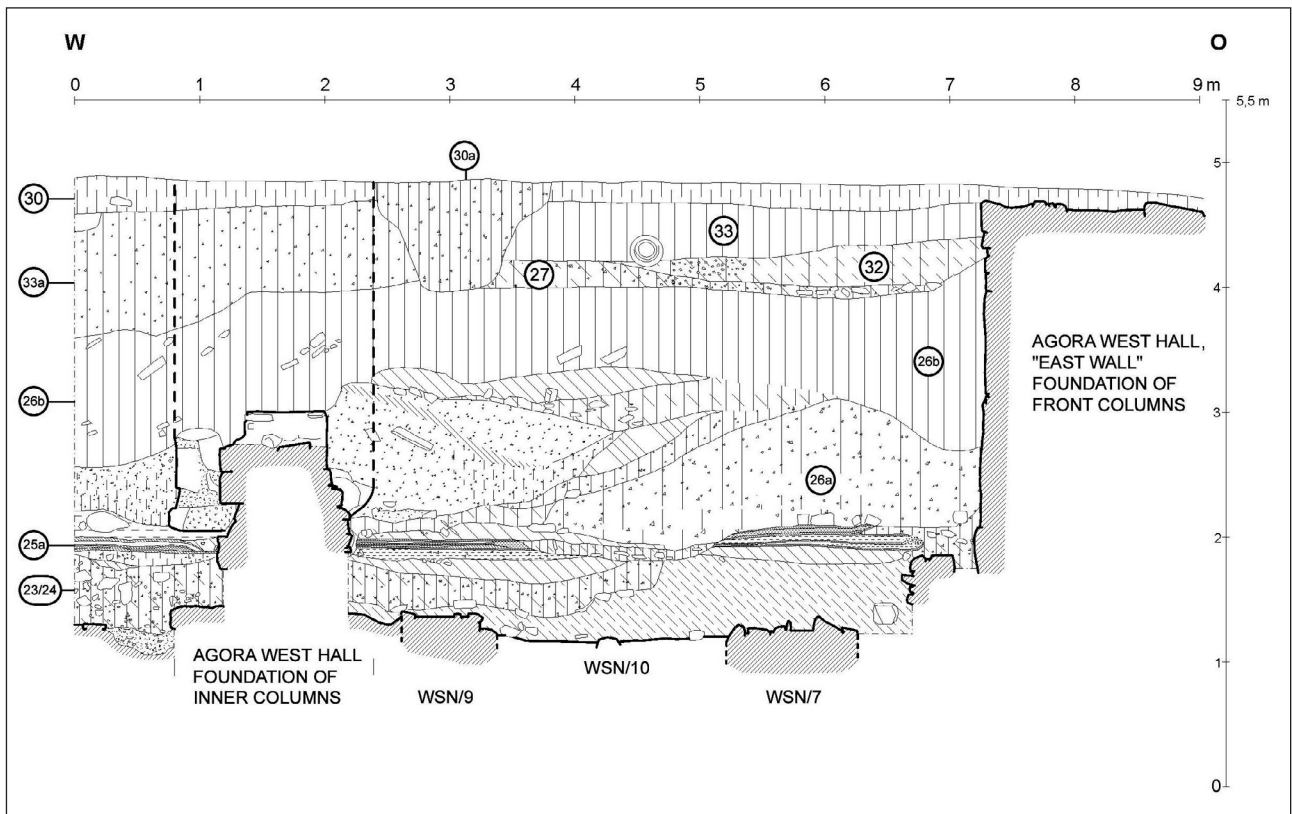 W
O
0 1 2 3 4 5 6 7 8 9 m
5,5 m
5
4
3
2
1
0
30a
30
33
32
27
33a
26b
26b
26a
25a
23/24
AGORA WEST HALL,
"EAST WALL"
FOUNDATION OF
FRONT COLUMNS
AGORA WEST HALL
FOUNDATION OF
INNER COLUMNS
WSN/9
WSN/10
WSN/7